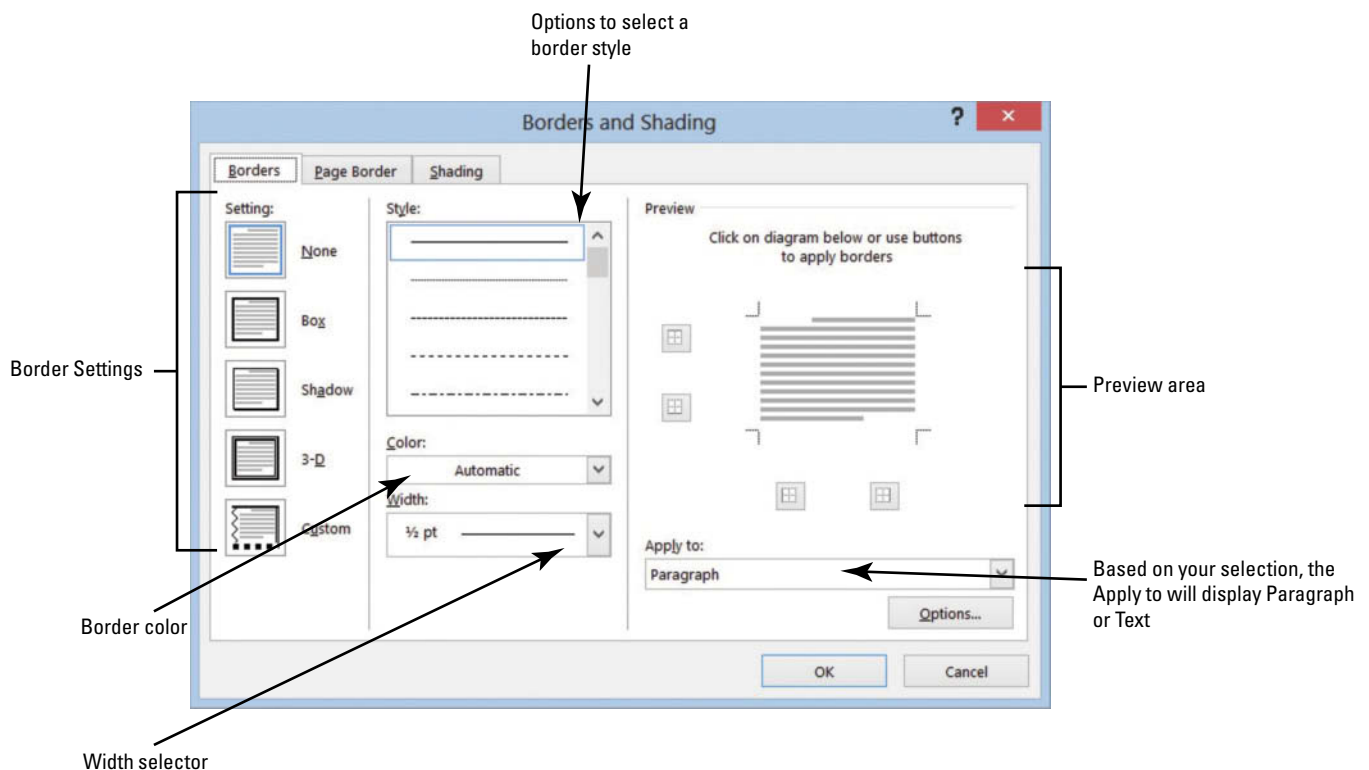 Options to select a
border style
Borders and Shading
?
×
Borders
Page Border
Shading
Setting:
None
Box
Shadow
3-D
Custom
Style:
Color:
Automatic
Width:
½ pt
Preview
Click on diagram below or use buttons
to apply borders
Apply to:
Paragraph
Options...
OK
Cancel
Border Settings
Border color
Width selector
Preview area
Based on your selection, the
Apply to will display Paragraph
or Text